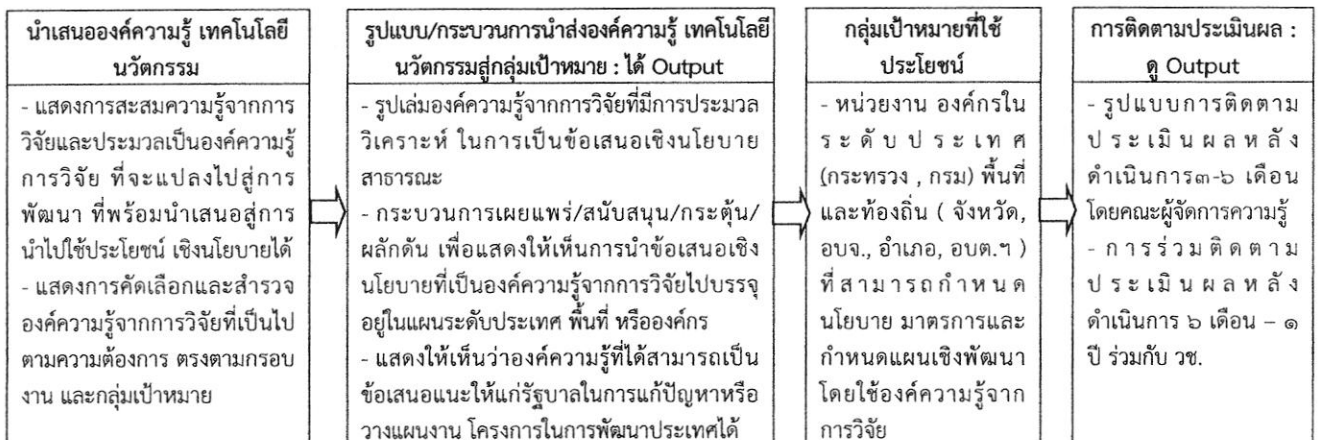 นำเสนอองค์ความรู้ เทคโนโลยี
นวัตกรรม
- แสดงการสะสมความรู้จากการ
วิจัยและประมวลเป็นองค์ความรู้
การวิจัย ที่จะแปลงไปสู่การ
พัฒนา ที่พร้อมนำเสนอสู่การ
นำไปใช้ประโยชน์ เชิงนโยบายได้
- แสดงการคัดเลือกและสำรวจ
องค์ความรู้จากการวิจัยที่เป็นไป
ตามความต้องการ ตรงตามกรอบ
งาน และกลุ่มเป้าหมาย
รูปแบบ/กระบวนการนำส่งองค์ความรู้ เทคโนโลยี
นวัตกรรมสู่กลุ่มเป้าหมาย : ได้ Output
- รูปเล่มองค์ความรู้จากการวิจัยที่มีการประมวล
วิเคราะห์ ในการเป็นข้อเสนอเชิงนโยบาย
สาธารณะ
- กระบวนการเผยแพร่/สนับสนุน/กระตุ้น/
ผลักดัน เพื่อแสดงให้เห็นการนำข้อเสนอเชิง
นโยบายที่เป็นองค์ความรู้จากการวิจัยไปบรรจุ
อยู่ในแผนระดับประเทศ พื้นที่ หรือองค์กร
- แสดงให้เห็นว่าองค์ความรู้ที่ได้สามารถเป็น
ข้อเสนอแนะให้แก่รัฐบาลในการแก้ปัญหาหรือ
วางแผนงาน โครงการในการพัฒนาประเทศได้
กลุ่มเป้าหมายที่ใช้
ประโยชน์
- หน่วยงาน องค์กรใน
ระดับประเทศ
(กระทรวง , กรม) พื้นที่
และท้องถิ่น ( จังหวัด,
อบจ., อำเภอ, อบต.ฯ )
ที่สามารถกำหนด
นโยบาย มาตรการและ
กำหนดแผนเชิงพัฒนา
โดยใช้องค์ความรู้จาก
การวิจัย
การติดตามประเมินผล :
ดู Output
- รูปแบบการติดตาม
ประเมินผลหลัง
ดำเนินการ๓-๖ เดือน
โดยคณะผู้จัดการความรู้
- การร่วมติดตาม
ประเมินผลหลัง
ดำเนินการ ๖ เดือน – ๑
ปี ร่วมกับ วช.